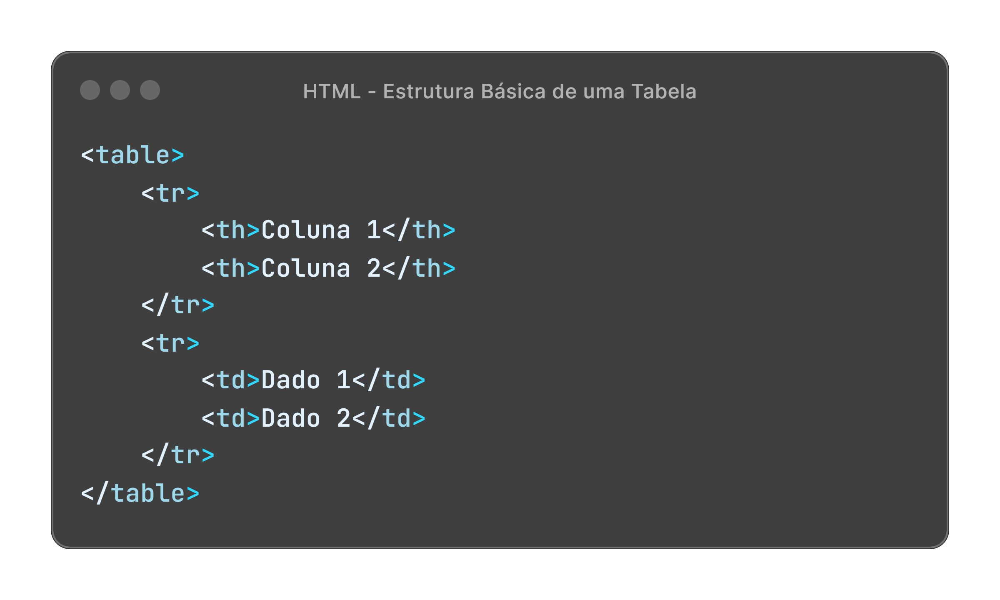 HTML - Estrutura Básica de uma Tabela
<table>
    <tr>
        <th>Coluna 1</th>
        <th>Coluna 2</th>
    </tr>
    <tr>
        <td>Dado 1</td>
        <td>Dado 2</td>
    </tr>
</table>